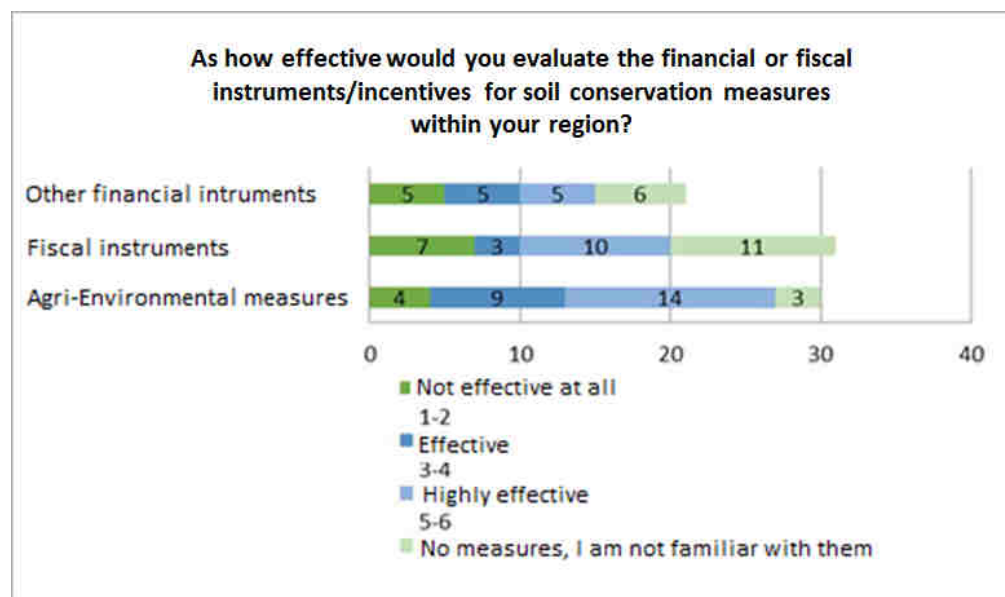 As how effective would you evaluate the financial or fiscal
instruments/incentives for soil conservation measures
within your region?
Other financial intruments
5 5 5 6
Fiscal instruments
7 3 10 11
Agri-Environmental measures
4 9 14 3
0 10 20 30 40
Not effective at all
1-2
Effective
3-4
Highly effective
5-6
No measures, I am not familiar with them